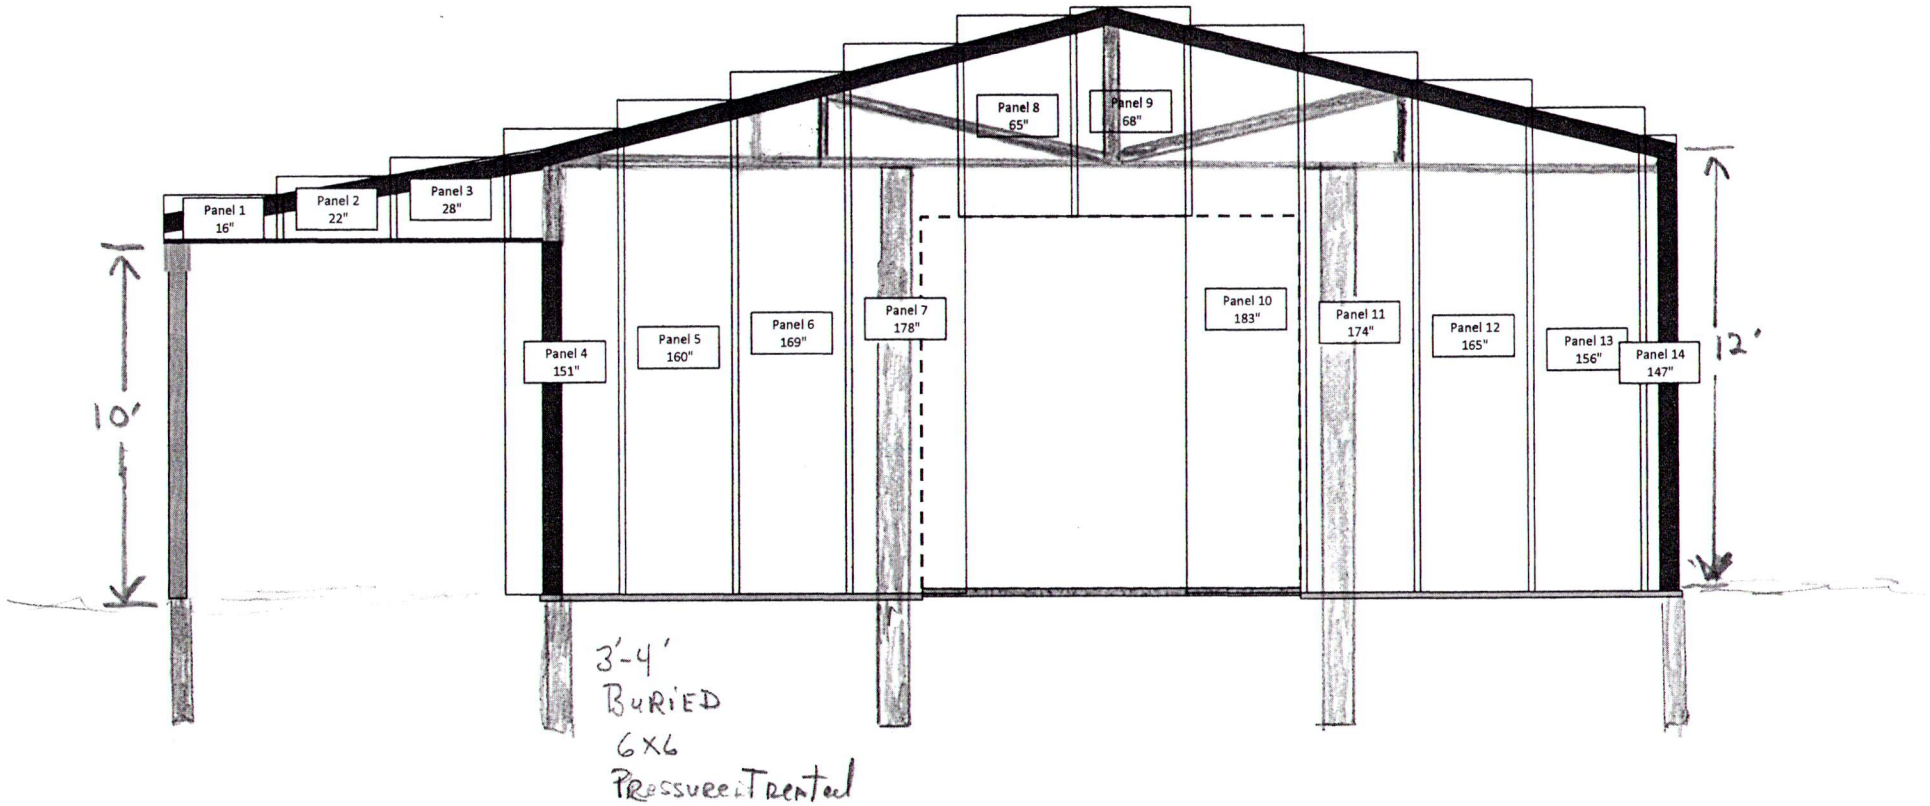 Panel 1
16"
Panel 2
22"
Panel 3
28"
Panel 4
151"
Panel 5
160"
Panel 6
169"
Panel 7
178"
Panel 8
65"
Panel 9
68"
Panel 10
183"
Panel 11
174"
Panel 12
165"
Panel 13
156"
Panel 14
147"
10'
12'
3'-4'
BURIED
6X6
Pressure Treated